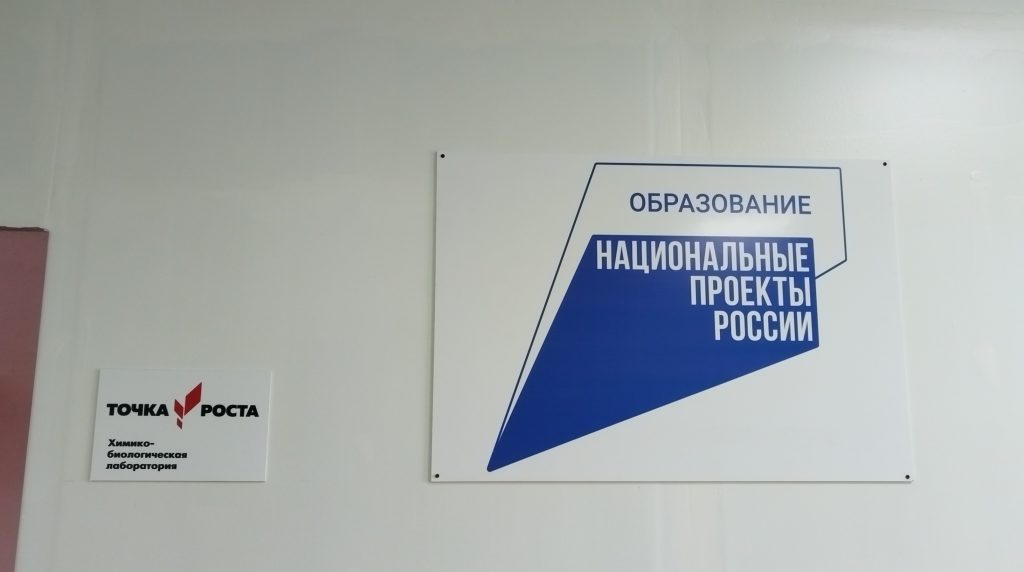 ТОЧКА РОСТА
Химико-
биологическая
лаборатория
ОБРАЗОВАНИЕ
НАЦИОНАЛЬНЫЕ
ПРОЕКТЫ
РОССИИ